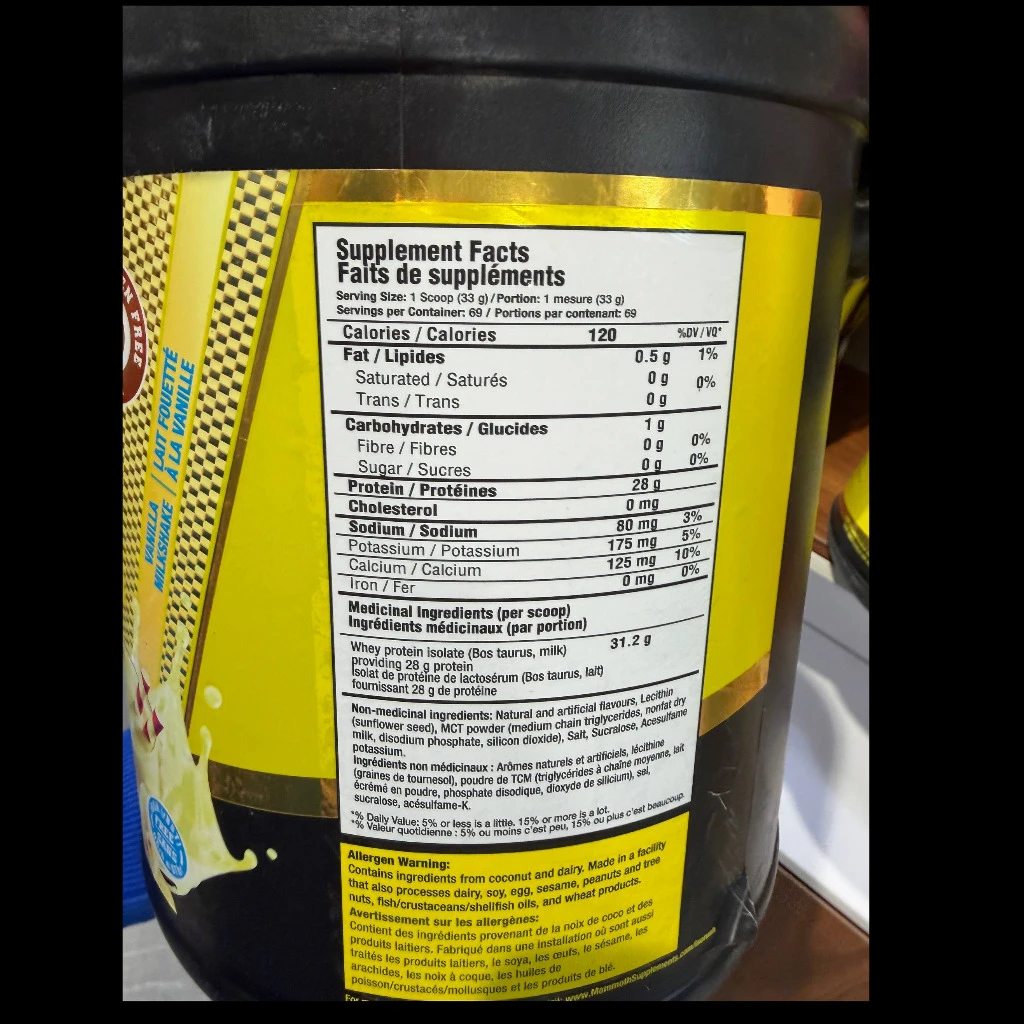 Supplement Facts
Faits de suppléments
Serving Size: 1 Scoop (33 g)/Portion: 1 mesure (33 g)
Servings per Container: 69 / Portions par contenant: 69
Calories / Calories 120 %DV / VQ*
Fat / Lipides 0.5 g 1%
Saturated / Saturés 0 g 0%
Trans / Trans 0 g
Carbohydrates / Glucides 1 g
Fibre / Fibres 0 g 0%
Sugar / Sucres 0 g 0%
Protein / Protéines 28 g
Cholesterol 0 mg
Sodium / Sodium 80 mg 3%
Potassium / Potassium 175 mg 5%
Calcium / Calcium 125 mg 10%
Iron / Fer 0 mg 0%
Medicinal Ingredients (per scoop)
Ingrédients médicinaux (par portion)
Whey protein isolate (Bos taurus, milk) 31.2 g
providing 28 g protein
Isolat de protéine de lactosérum (Bos taurus, lait)
fournissant 28 g de protéine
Non-medicinal ingredients: Natural and artificial flavours, Lecithin
(sunflower seed), MCT powder (medium chain triglycerides, nonfat dry
milk, disodium phosphate, silicon dioxide), Salt, Sucralose, Acesulfame
potassium.
Ingrédients non médicinaux : Arômes naturels et artificiels, lécithine
(graines de tournesol), poudre de TCM (triglycérides à chaîne moyenne, lait
écrémé en poudre, phosphate disodique, dioxyde de silicium), sel,
sucralose, acésulfame-K.
*% Daily Value: 5% or less is a little. 15% or more is a lot.
*% Valeur quotidienne : 5% ou moins c'est peu, 15% ou plus c'est beaucoup.
Allergen Warning:
Contains ingredients from coconut and dairy. Made in a facility
that also processes dairy, soy, egg, sesame, peanuts and tree
nuts, fish/crustaceans/shellfish oils, and wheat products.
Avertissement sur les allergènes:
Contient des ingrédients provenant de la noix de coco et des
produits laitiers. Fabriqué dans une installation où sont aussi
traités les produits laitiers, le soya, les œufs, le sésame, les
arachides, les noix à coque, les huiles de
poisson/crustacés/mollusques et les produits de blé.
VANILLA
MILKSHAKE
LAIT FOUETTÉ
À LA VANILLE
FREE